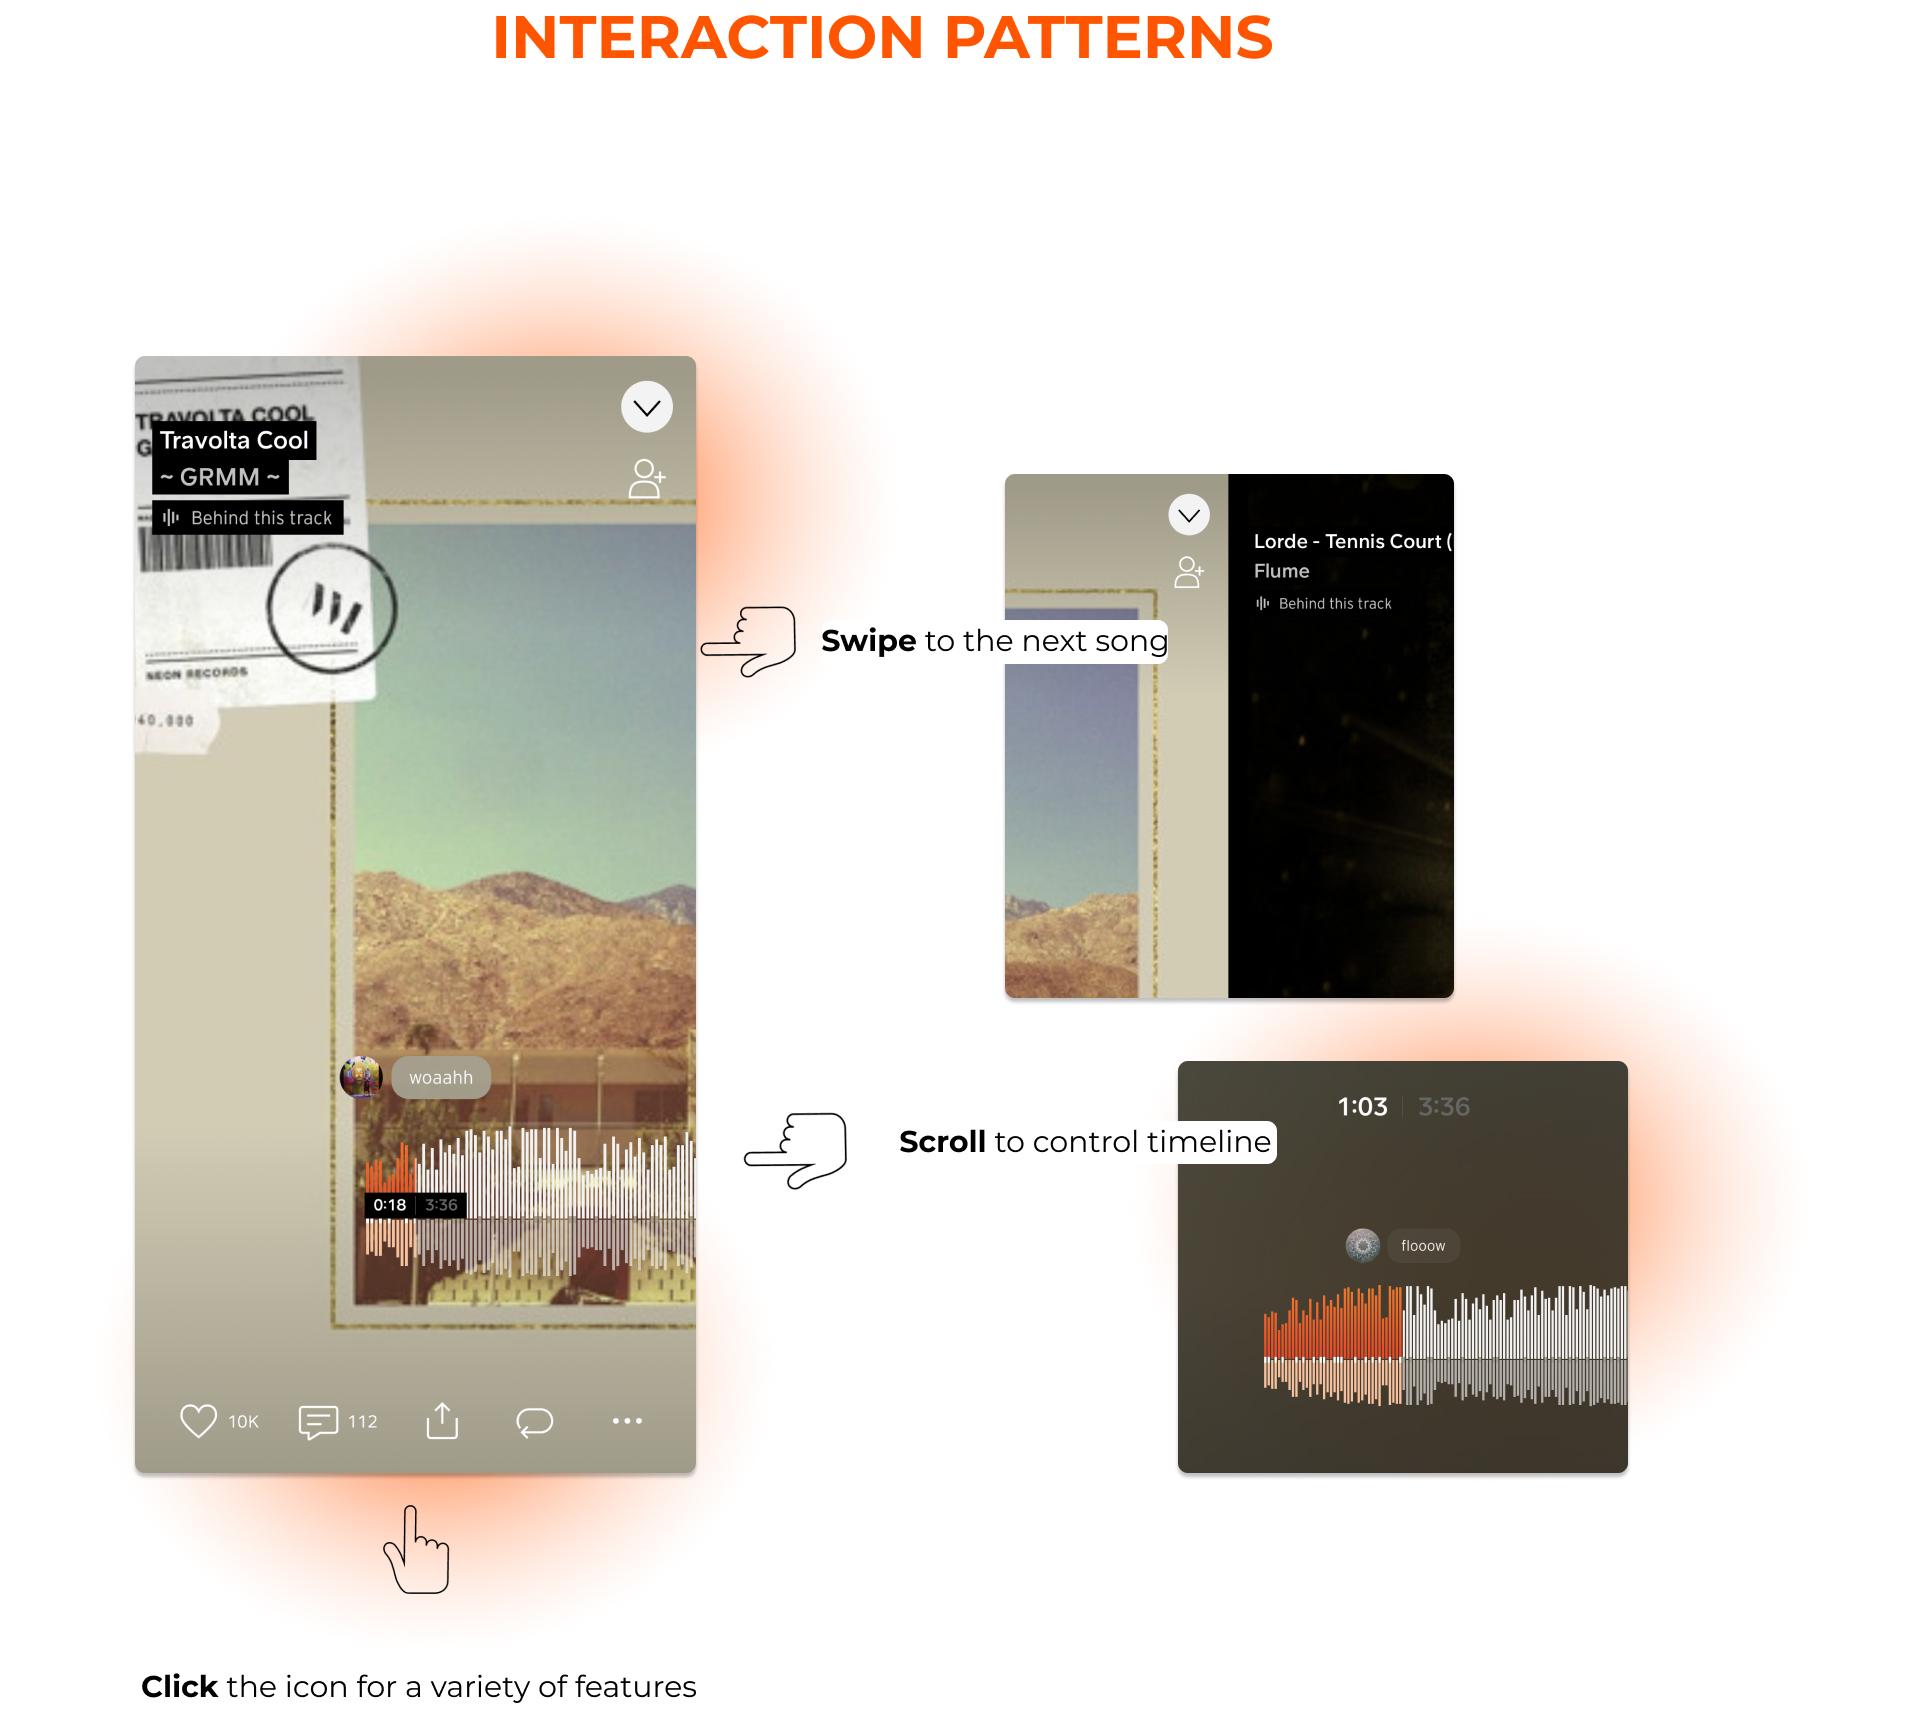 INTERACTION PATTERNS
TRAVOLTA COOL
G
Travolta Cool
~ GRMM ~
Behind this track
NEON RECORDS
40.000
Swipe to the next song
Lorde - Tennis Court (
Flume
Behind this track
woaahh
0:18 | 3:36
Scroll to control timeline
1:03 | 3:36
flooow
10K
112
Click the icon for a variety of features